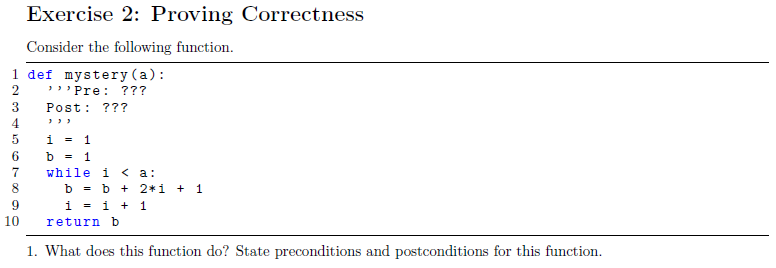 Exercise 2: Proving Correctness
Consider the following function.
1 def mystery(a):
2   '''Pre: ???
3   Post: ???
4   '''
5   i = 1
6   b = 1
7   while i < a:
8     b = b + 2*i + 1
9     i = i + 1
10   return b
1. What does this function do? State preconditions and postconditions for this function.